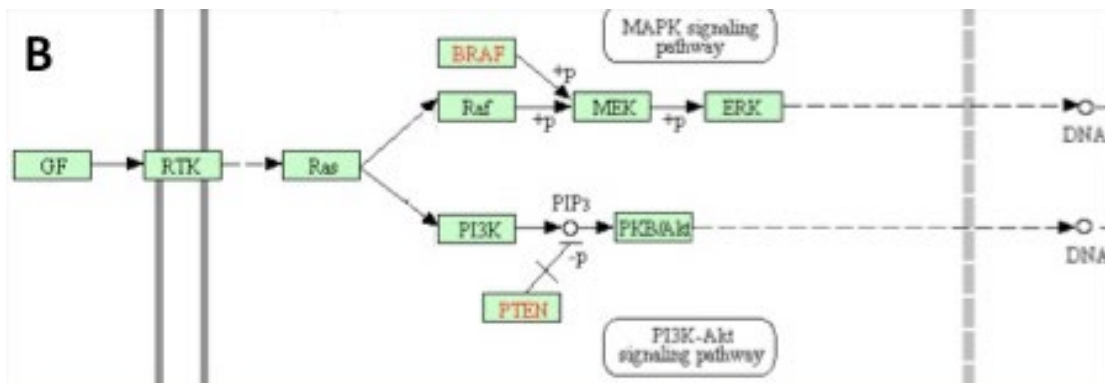 B
MAPK signaling
pathway
BRAF
+p
Raf
+p
MEK
+p
ERK
DNA
GF
RTK
Ras
PIP3
PI3K
PKB/Akt
-p
DNA
PTEN
PI3K-Akt
signaling pathway